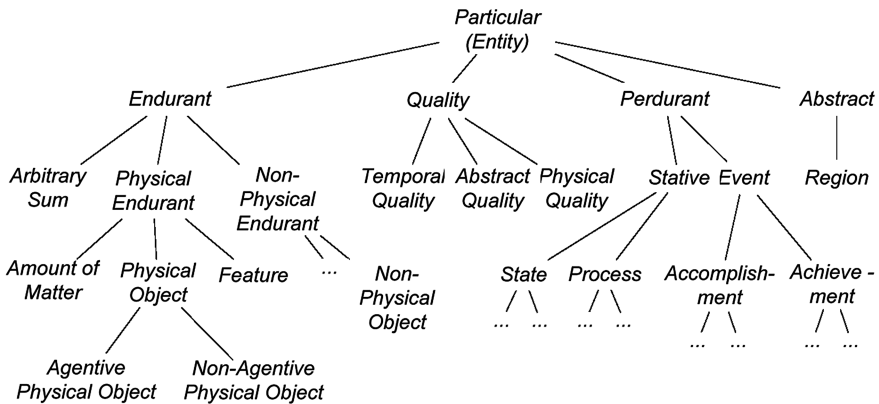 Particular
(Entity)
Endurant
Quality
Perdurant
Abstract
Arbitrary
Sum
Physical
Endurant
Non-
Physical
Endurant
Temporal
Quality
Abstract
Quality
Physical
Quality
Stative
Event
Region
Amount of
Matter
Physical
Object
Feature
...
Non-
Physical
Object
State
Process
Accomplish-
ment
Achieve -
ment
... ...
... ...
... ...
... ...
Agentive
Physical Object
Non-Agentive
Physical Object